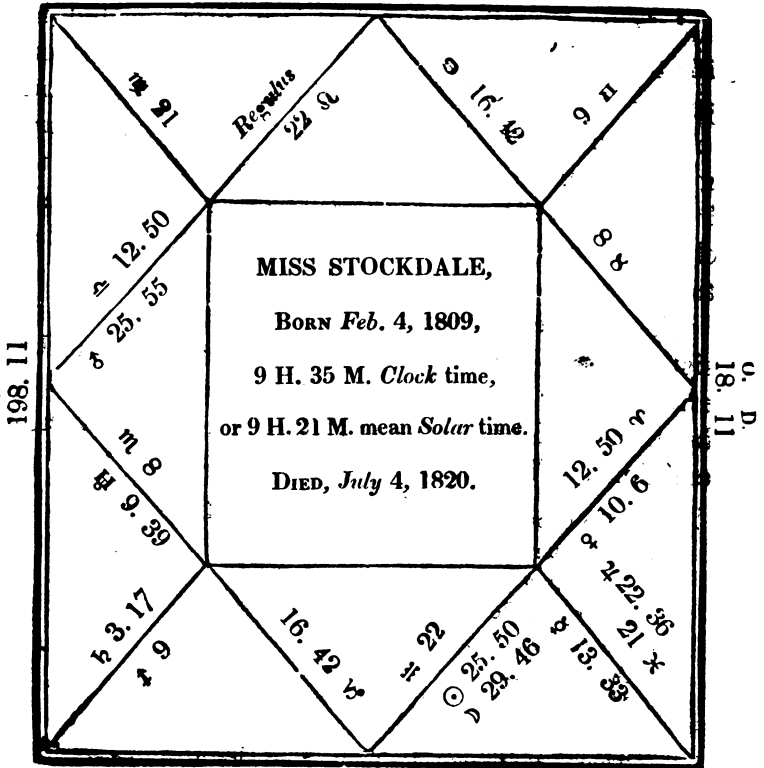 ♍ 21
Regulus
22 ♌
♋ 16. 42
9 ♊
8 ♉
♎ 12. 50
♂ 25. 55
MISS STOCKDALE,
BORN Feb. 4, 1809,
9 H. 35 M. Clock time,
or 9 H. 21 M. mean Solar time.
DIED, July 4, 1820.
198. 11
O. D.
18. 11
♏ 8
♅ 9. 39
♄ 3. 17
♐ 9
16. 42 ♑
♒ 22
☉ 25. 50
☽ 29. 46
☿ 13. 33
12. 50 ♈
♀ 10. 6
♃ 22. 36
21 ♓